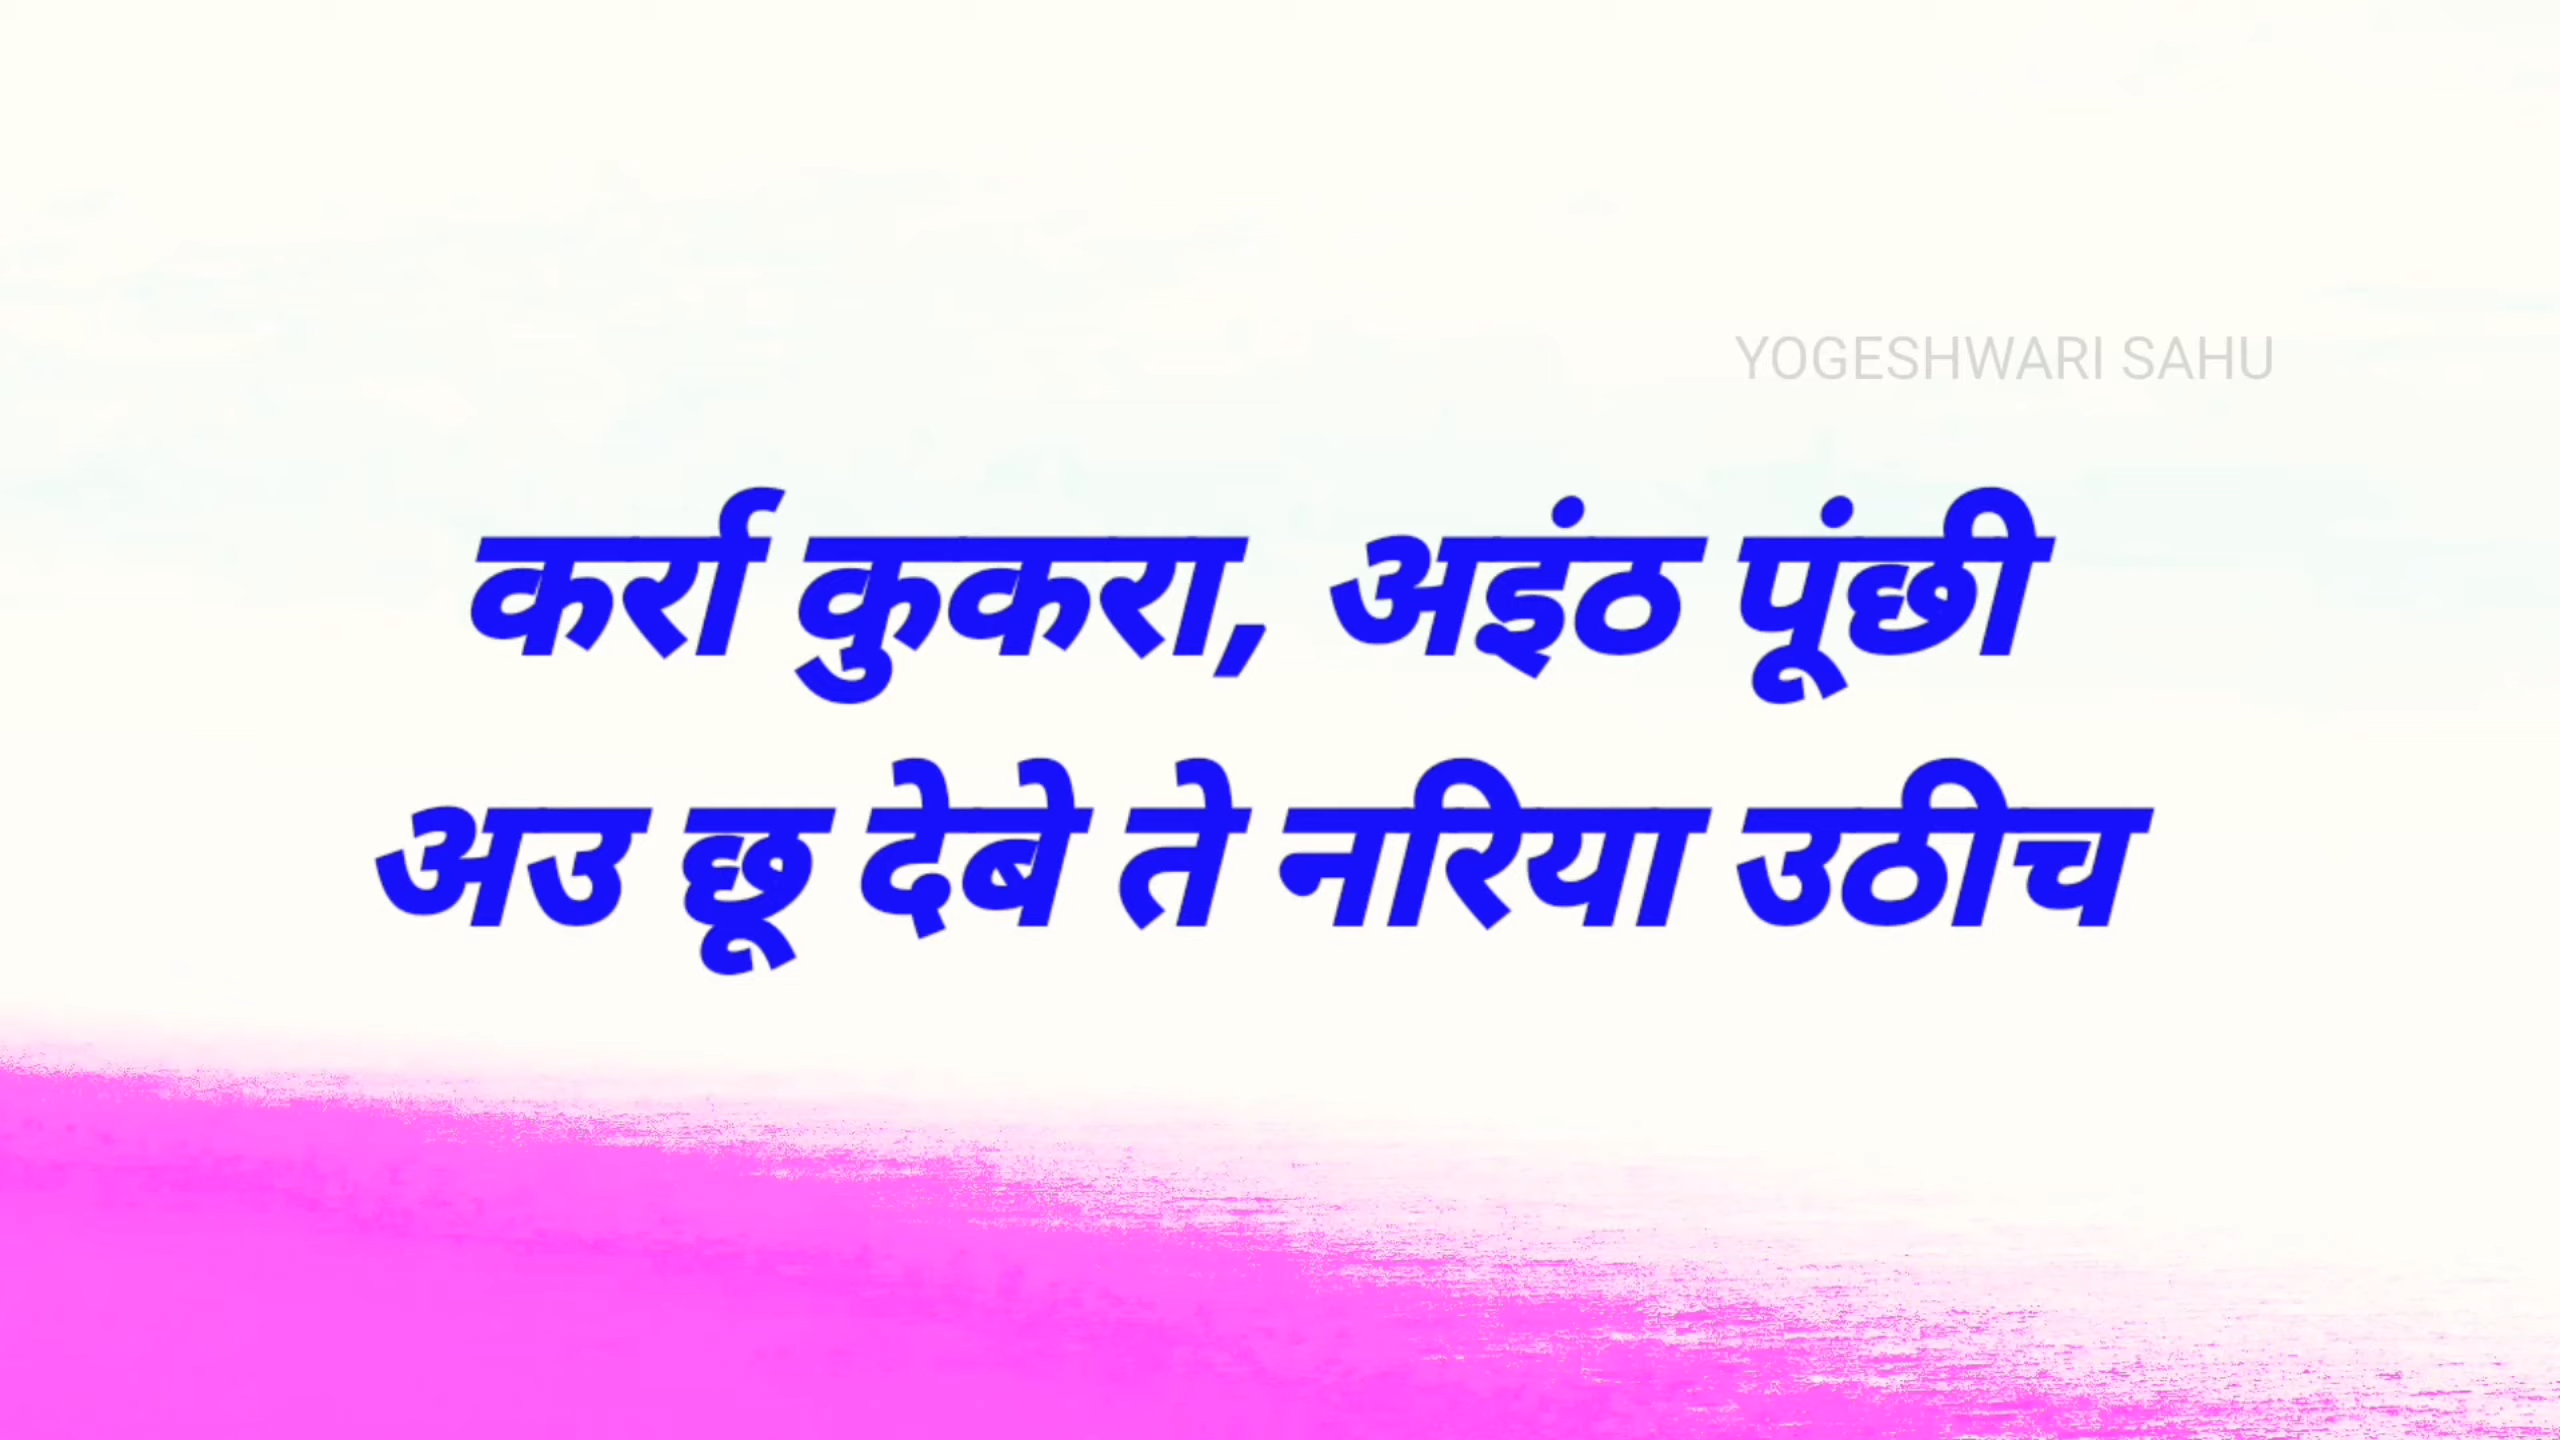 YOGESHWARI SAHU
कर्रा कुकरा, अइंठ पूंछी
अउ छू देबे ते नरिया उठीच